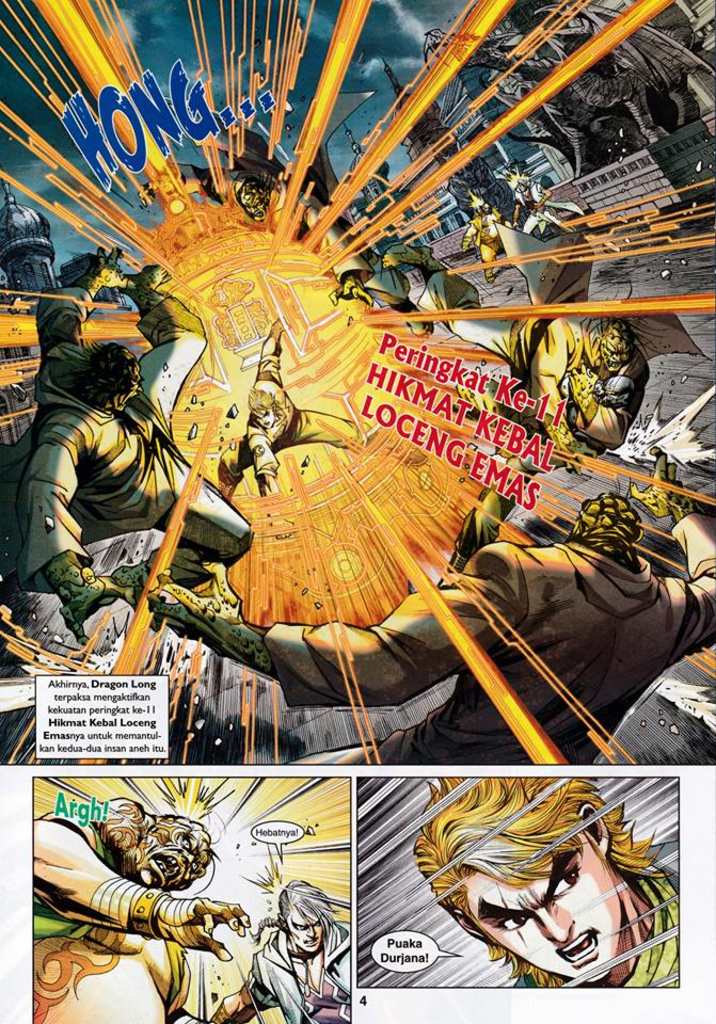 HONG...
Peringkat Ke-11
HIKMAT KEBAL
LOCENG EMAS
Akhirnya, Dragon Long
terpaksa mengaktifkan
kekuatan peringkat ke-11
Hikmat Kebal Loceng
Emasnya untuk memantul-
kan kedua-dua insan aneh itu.
Argh!
Hebatnya!
Puaka
Durjana!
4